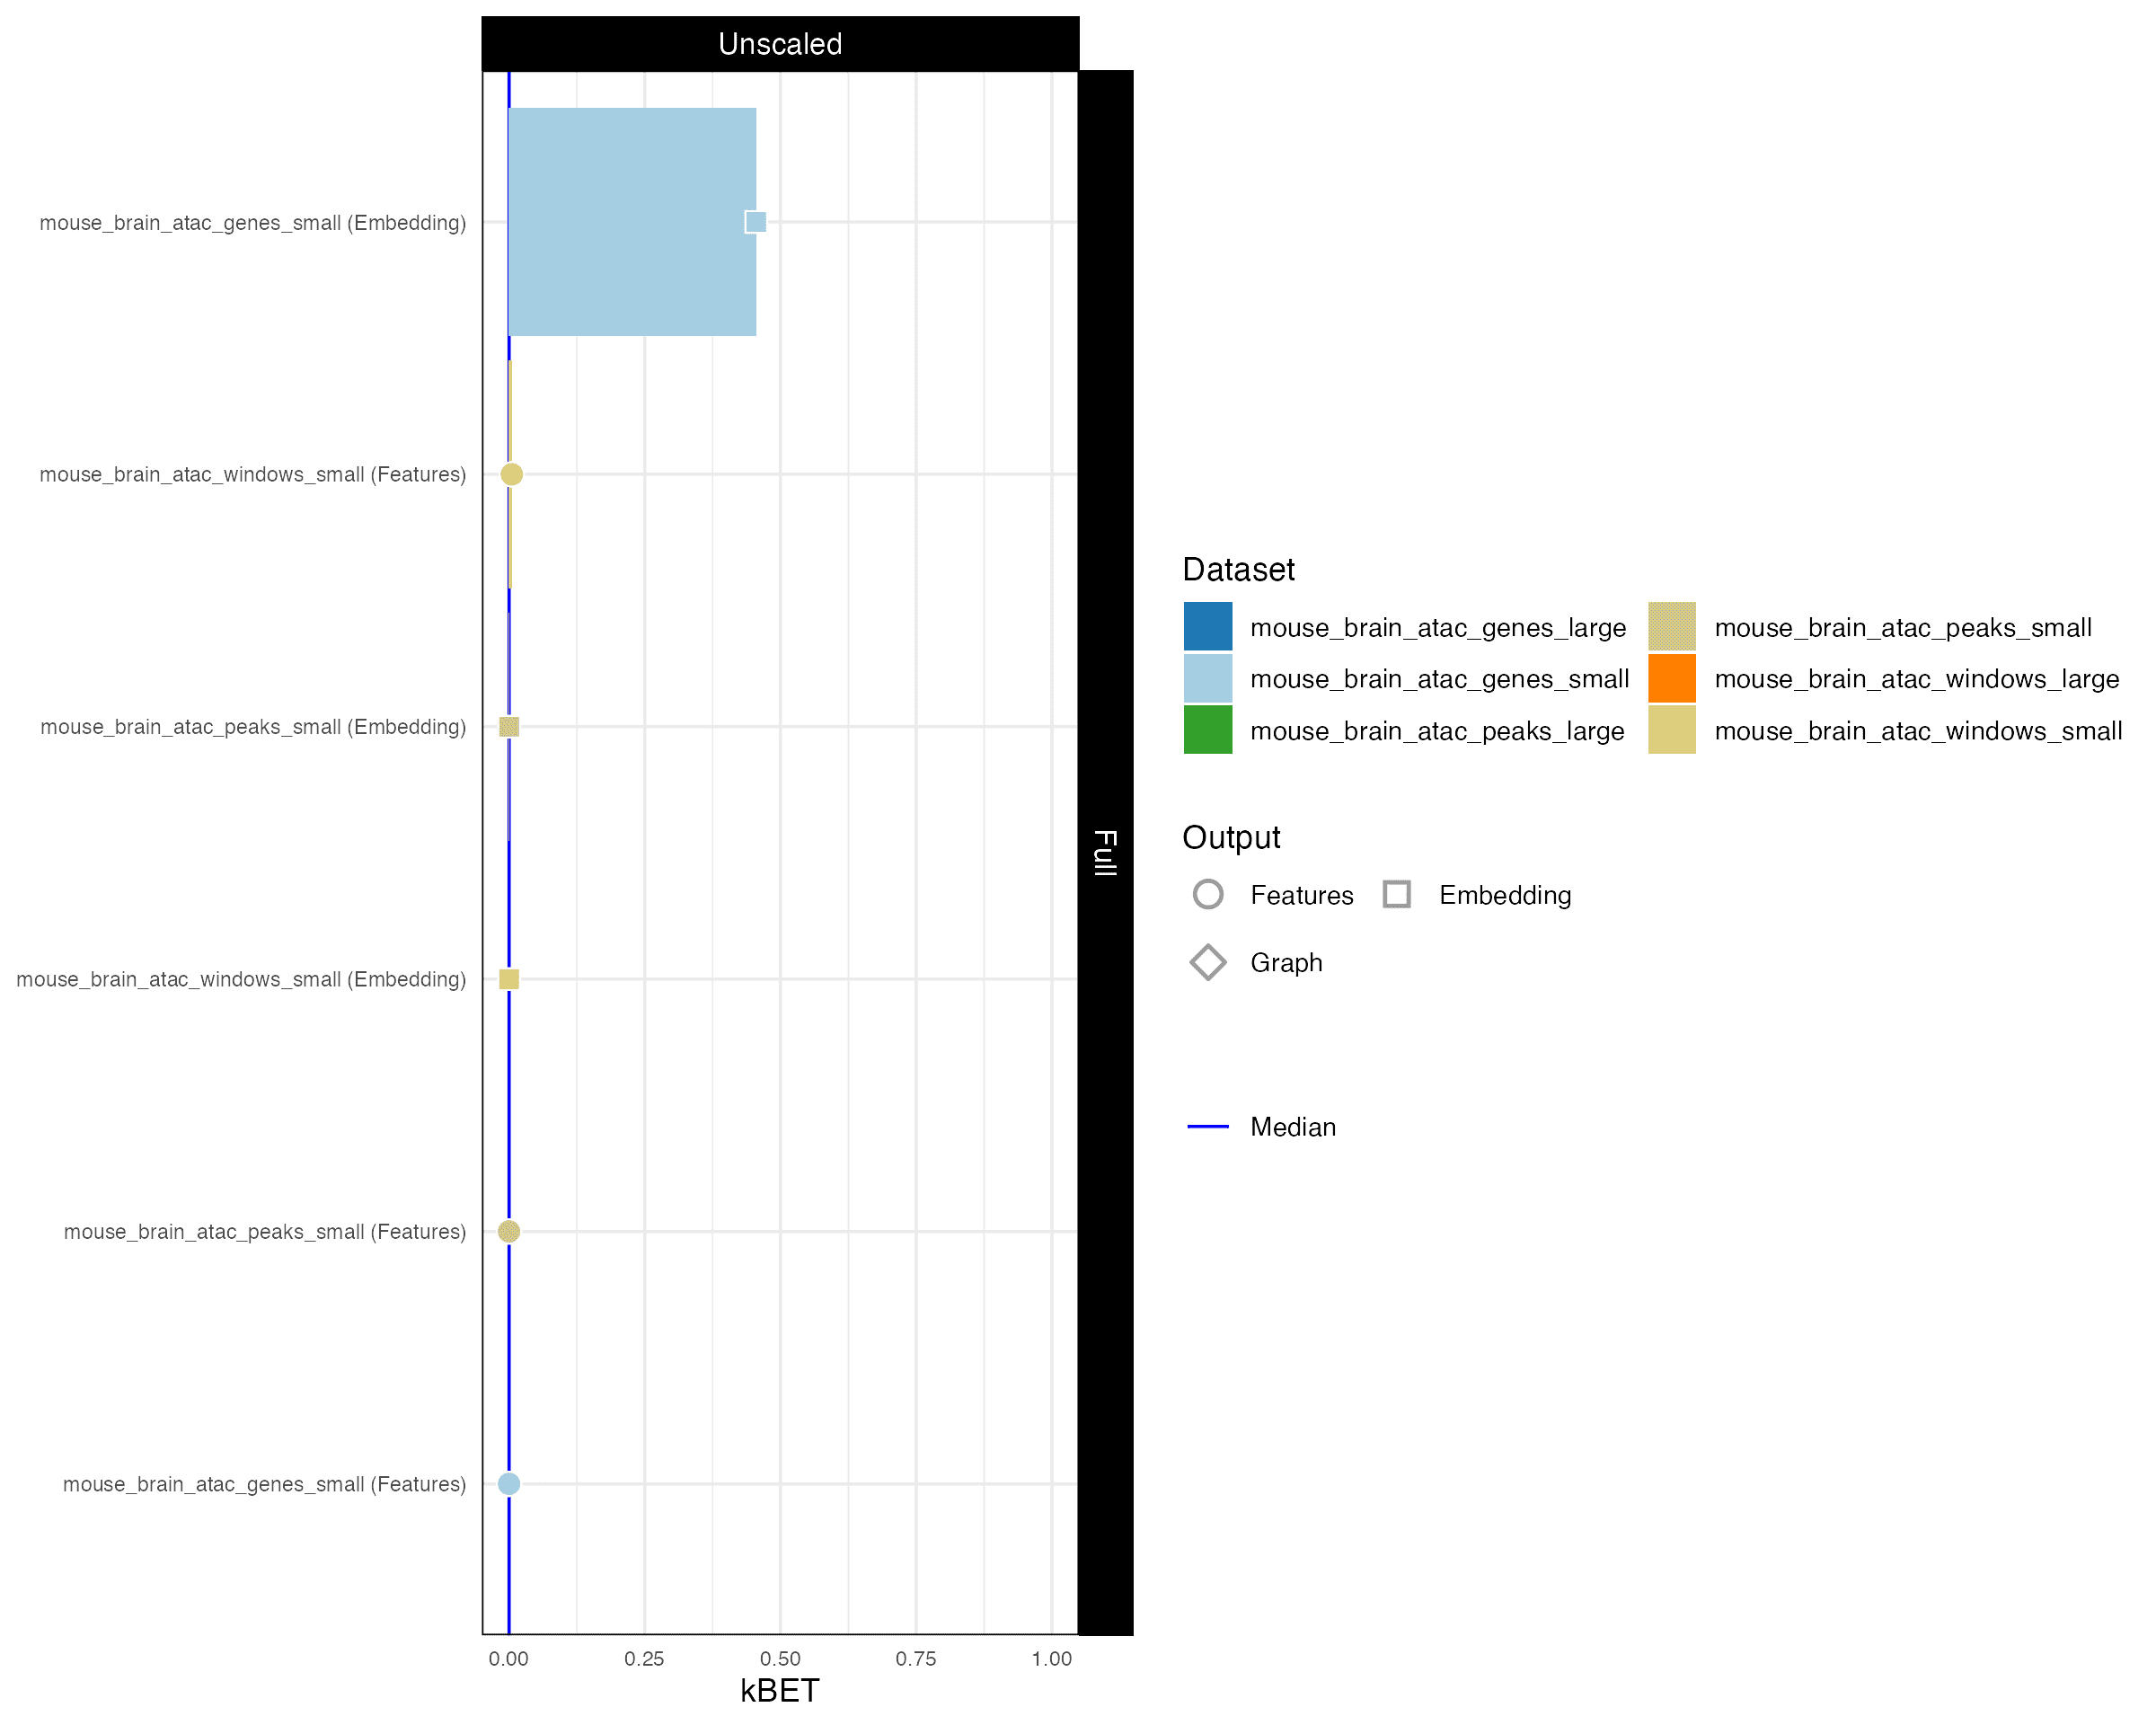 Unscaled
mouse_brain_atac_genes_small (Embedding)
mouse_brain_atac_windows_small (Features)
mouse_brain_atac_peaks_small (Embedding)
mouse_brain_atac_windows_small (Embedding)
mouse_brain_atac_peaks_small (Features)
mouse_brain_atac_genes_small (Features)
0.00 0.25 0.50 0.75 1.00
kBET
Full
Dataset
mouse_brain_atac_genes_large mouse_brain_atac_peaks_small
mouse_brain_atac_genes_small mouse_brain_atac_windows_large
mouse_brain_atac_peaks_large mouse_brain_atac_windows_small
Output
Features Embedding
Graph
Median